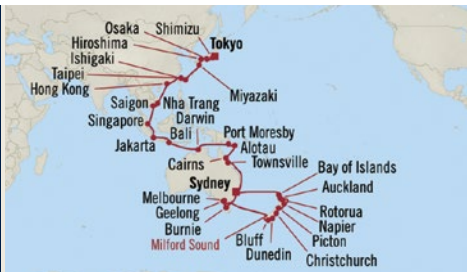 Osaka Shimizu
Hiroshima
Tokyo
Ishigaki
Taipei
Hong Kong
Miyazaki
Saigon
Nha Trang
Singapore
Darwin
Bali
Jakarta
Port Moresby
Alotau
Cairns
Townsville
Sydney
Bay of Islands
Auckland
Melbourne
Geelong
Burnie
Rotorua
Napier
Milford Sound
Bluff
Picton
Dunedin
Christchurch